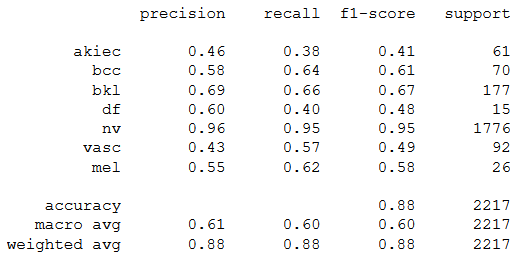 precision recall f1-score support
akiec 0.46 0.38 0.41 61
bcc 0.58 0.64 0.61 70
bkl 0.69 0.66 0.67 177
df 0.60 0.40 0.48 15
nv 0.96 0.95 0.95 1776
vasc 0.43 0.57 0.49 92
mel 0.55 0.62 0.58 26
accuracy 0.88 2217
macro avg 0.61 0.60 0.60 2217
weighted avg 0.88 0.88 0.88 2217